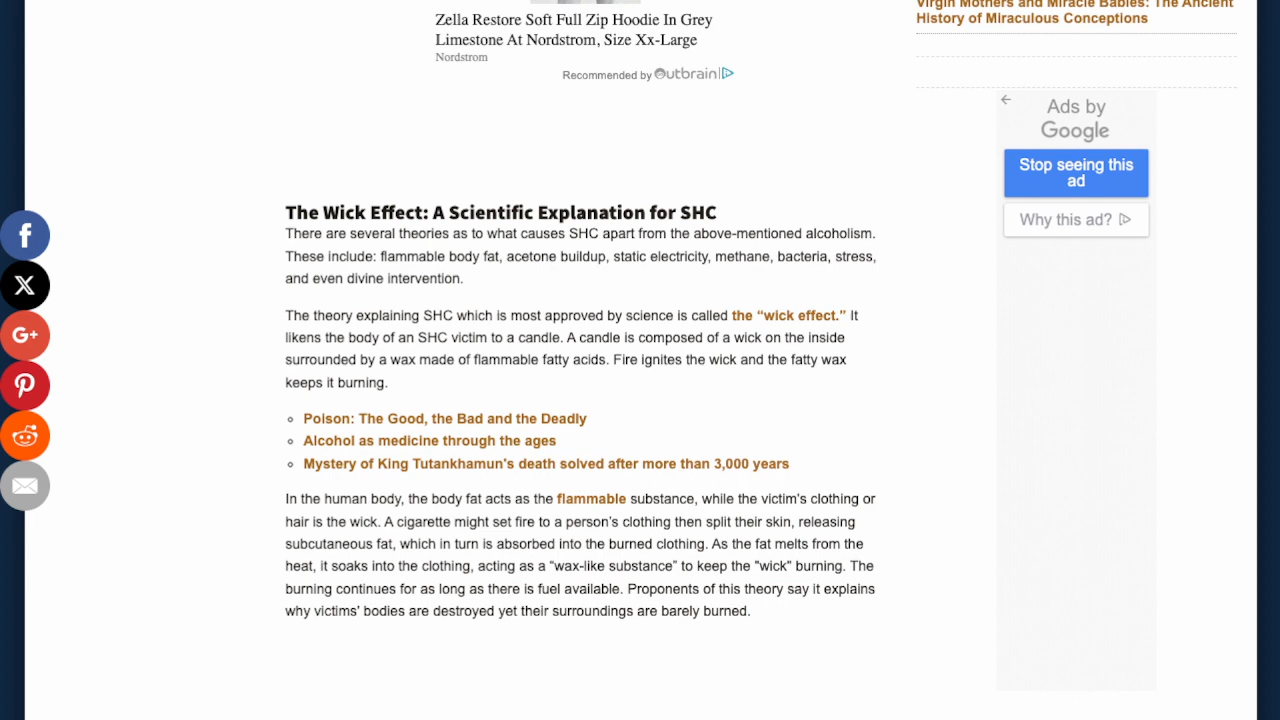 Virgin Mothers and Miracle Babies: The Ancient
History of Miraculous Conceptions
Zella Restore Soft Full Zip Hoodie In Grey
Limestone At Nordstrom, Size Xx-Large
Nordstrom
Recommended by Outbrain
Ads by
Google
Stop seeing this
ad
Why this ad?
The Wick Effect: A Scientific Explanation for SHC
There are several theories as to what causes SHC apart from the above-mentioned alcoholism.
These include: flammable body fat, acetone buildup, static electricity, methane, bacteria, stress,
and even divine intervention.
The theory explaining SHC which is most approved by science is called the “wick effect.” It
likens the body of an SHC victim to a candle. A candle is composed of a wick on the inside
surrounded by a wax made of flammable fatty acids. Fire ignites the wick and the fatty wax
keeps it burning.
Poison: The Good, the Bad and the Deadly
Alcohol as medicine through the ages
Mystery of King Tutankhamun's death solved after more than 3,000 years
In the human body, the body fat acts as the flammable substance, while the victim's clothing or
hair is the wick. A cigarette might set fire to a person's clothing then split their skin, releasing
subcutaneous fat, which in turn is absorbed into the burned clothing. As the fat melts from the
heat, it soaks into the clothing, acting as a “wax-like substance” to keep the "wick" burning. The
burning continues for as long as there is fuel available. Proponents of this theory say it explains
why victims' bodies are destroyed yet their surroundings are barely burned.